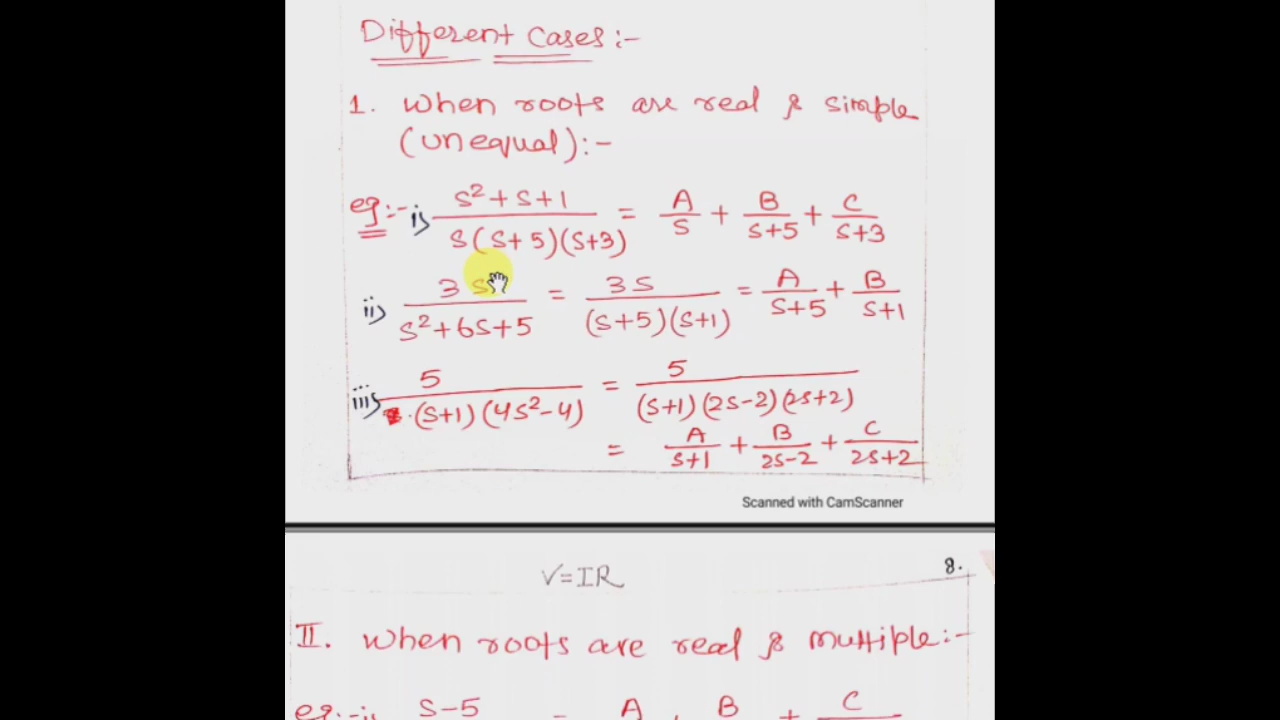 Different Cases:-
1. When roots are real & simple
(unequal):-
eg:- i) S²+S+1 / S(S+5)(S+3) = A/S + B/S+5 + C/S+3
ii) 3S / S²+6S+5 = 3S / (S+5)(S+1) = A/S+5 + B/S+1
iii) 5 / (S+1)(4S²-4) = 5 / (S+1)(2S-2)(2S+2)
= A/S+1 + B/2S-2 + C/2S+2
Scanned with CamScanner
V=IR
8.
II. When roots are real & multiple:-
eg:-i) S-5 = A + B + C